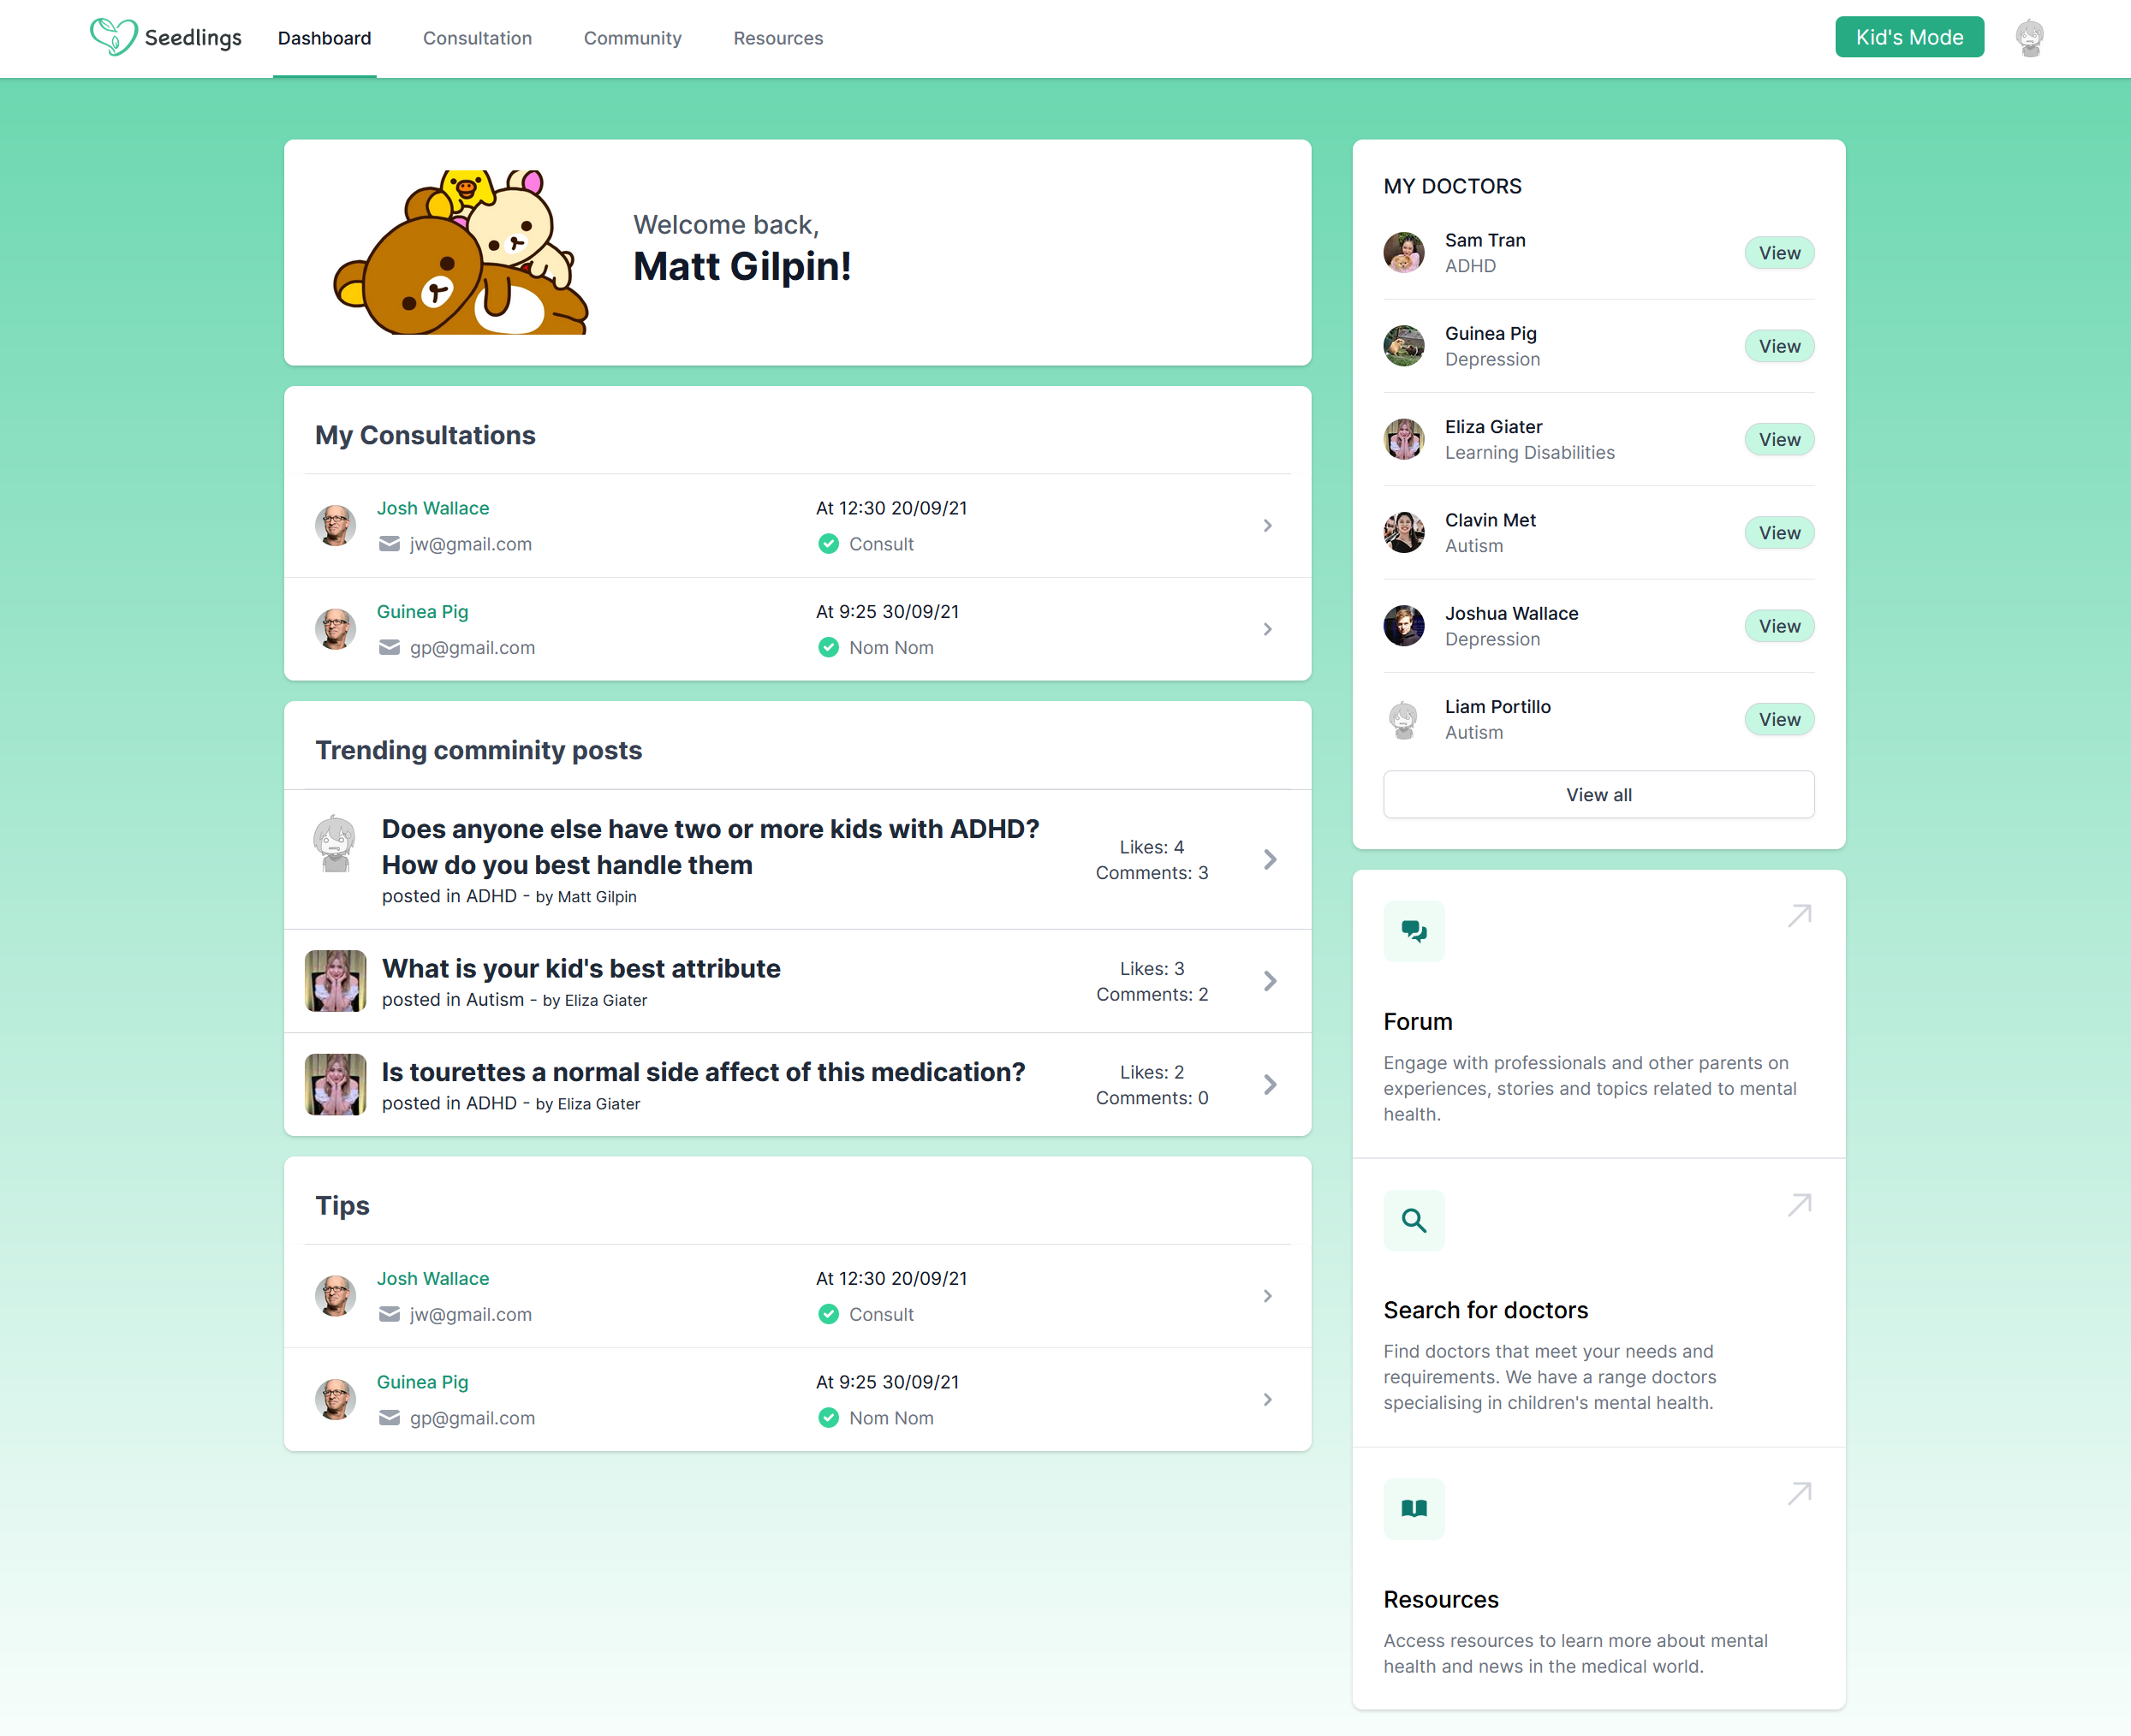 Seedlings
Dashboard
Consultation
Community
Resources
Kid's Mode
Welcome back,
Matt Gilpin!
My Consultations
Josh Wallace
jw@gmail.com
At 12:30 20/09/21
Consult
Guinea Pig
gp@gmail.com
At 9:25 30/09/21
Nom Nom
Trending comminity posts
Does anyone else have two or more kids with ADHD?
How do you best handle them
posted in ADHD - by Matt Gilpin
Likes: 4
Comments: 3
What is your kid's best attribute
posted in Autism - by Eliza Giater
Likes: 3
Comments: 2
Is tourettes a normal side affect of this medication?
posted in ADHD - by Eliza Giater
Likes: 2
Comments: 0
Tips
Josh Wallace
jw@gmail.com
At 12:30 20/09/21
Consult
Guinea Pig
gp@gmail.com
At 9:25 30/09/21
Nom Nom
MY DOCTORS
Sam Tran
ADHD
View
Guinea Pig
Depression
View
Eliza Giater
Learning Disabilities
View
Clavin Met
Autism
View
Joshua Wallace
Depression
View
Liam Portillo
Autism
View
View all
Forum
Engage with professionals and other parents on
experiences, stories and topics related to mental
health.
Search for doctors
Find doctors that meet your needs and
requirements. We have a range doctors
specialising in children's mental health.
Resources
Access resources to learn more about mental
health and news in the medical world.